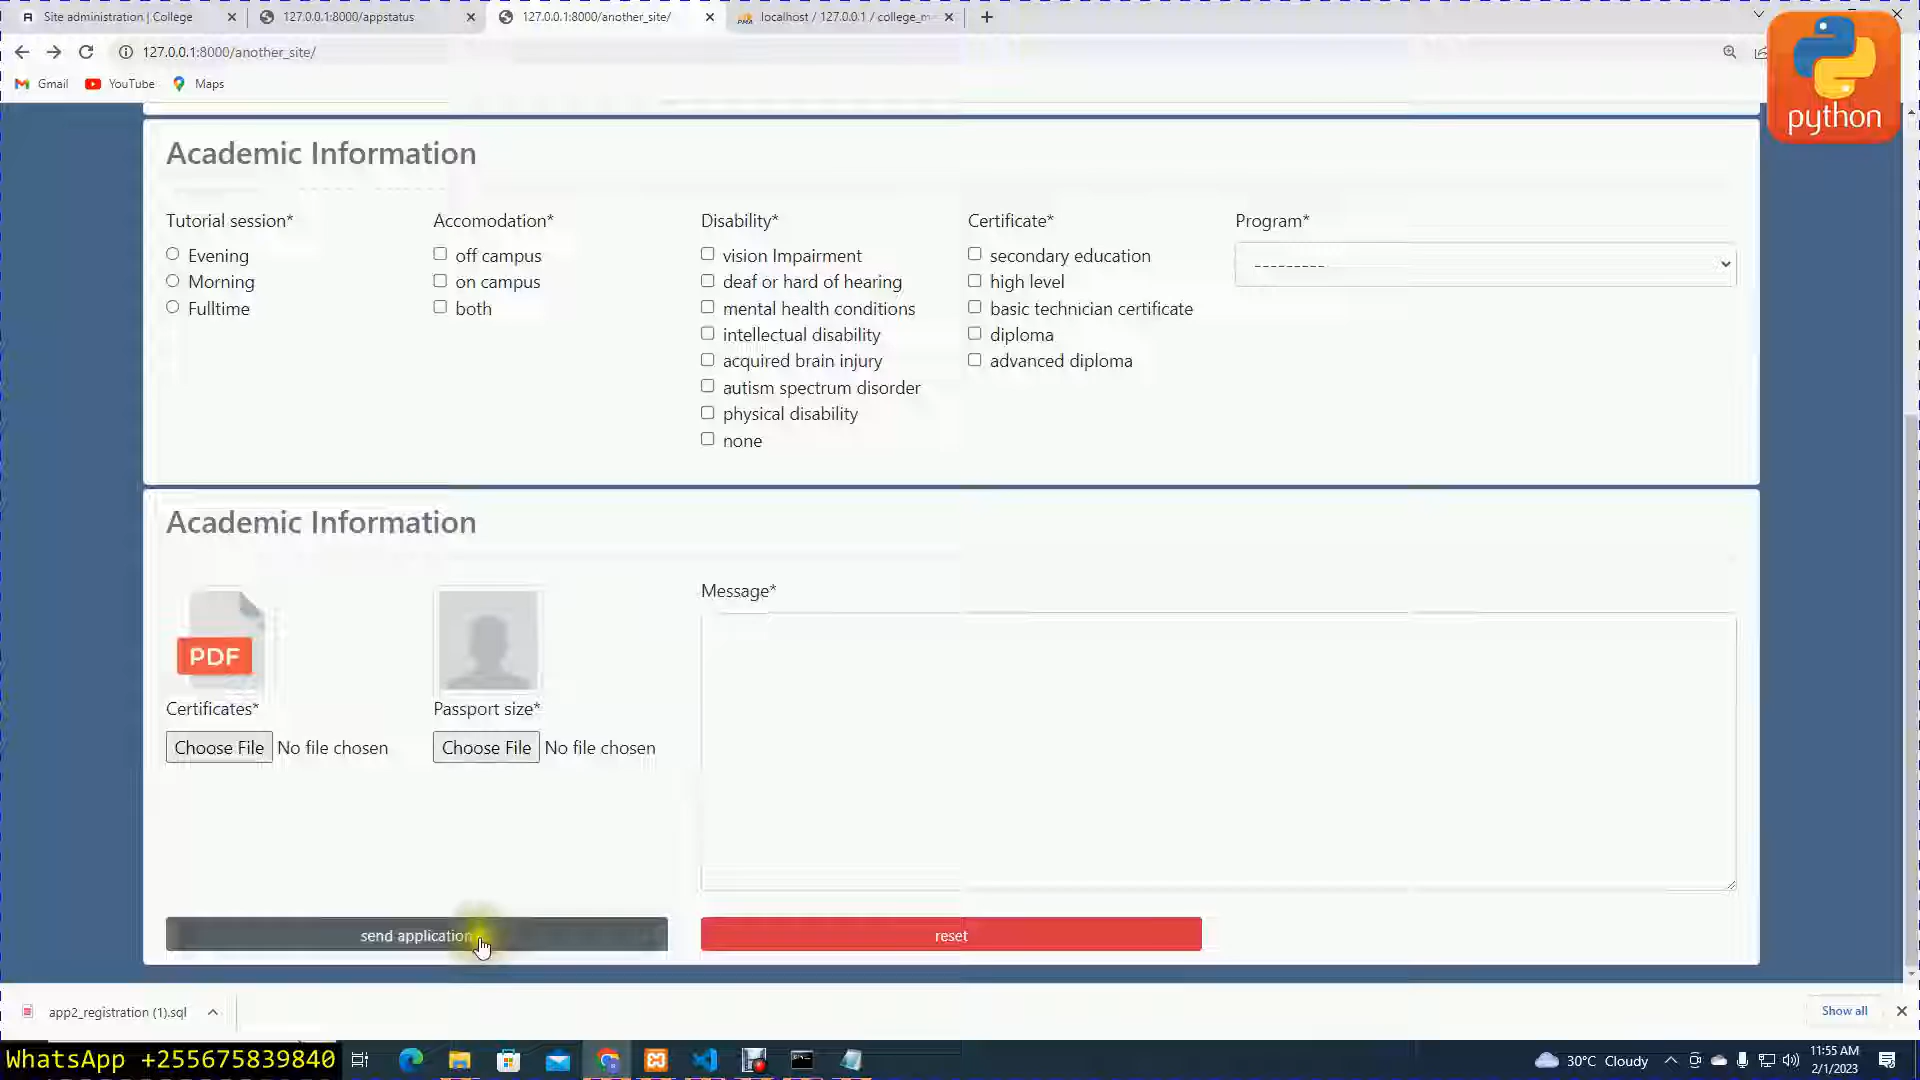 Site administration | College
127.0.0.1:8000/appstatus
127.0.0.1:8000/another_site/
localhost / 127.0.0.1 / college_m
127.0.0.1:8000/another_site/
Gmail YouTube Maps
python
Academic Information
Tutorial session* Accomodation* Disability* Certificate* Program*
Evening off campus vision Impairment secondary education ---------
Morning on campus deaf or hard of hearing high level
Fulltime both mental health conditions basic technician certificate
intellectual disability diploma
acquired brain injury advanced diploma
autism spectrum disorder
physical disability
none
Academic Information
Message*
PDF
Certificates* Passport size*
Choose File No file chosen Choose File No file chosen
send application reset
app2_registration (1).sql Show all
WhatsApp +255675839840
30°C Cloudy
11:55 AM
2/1/2023